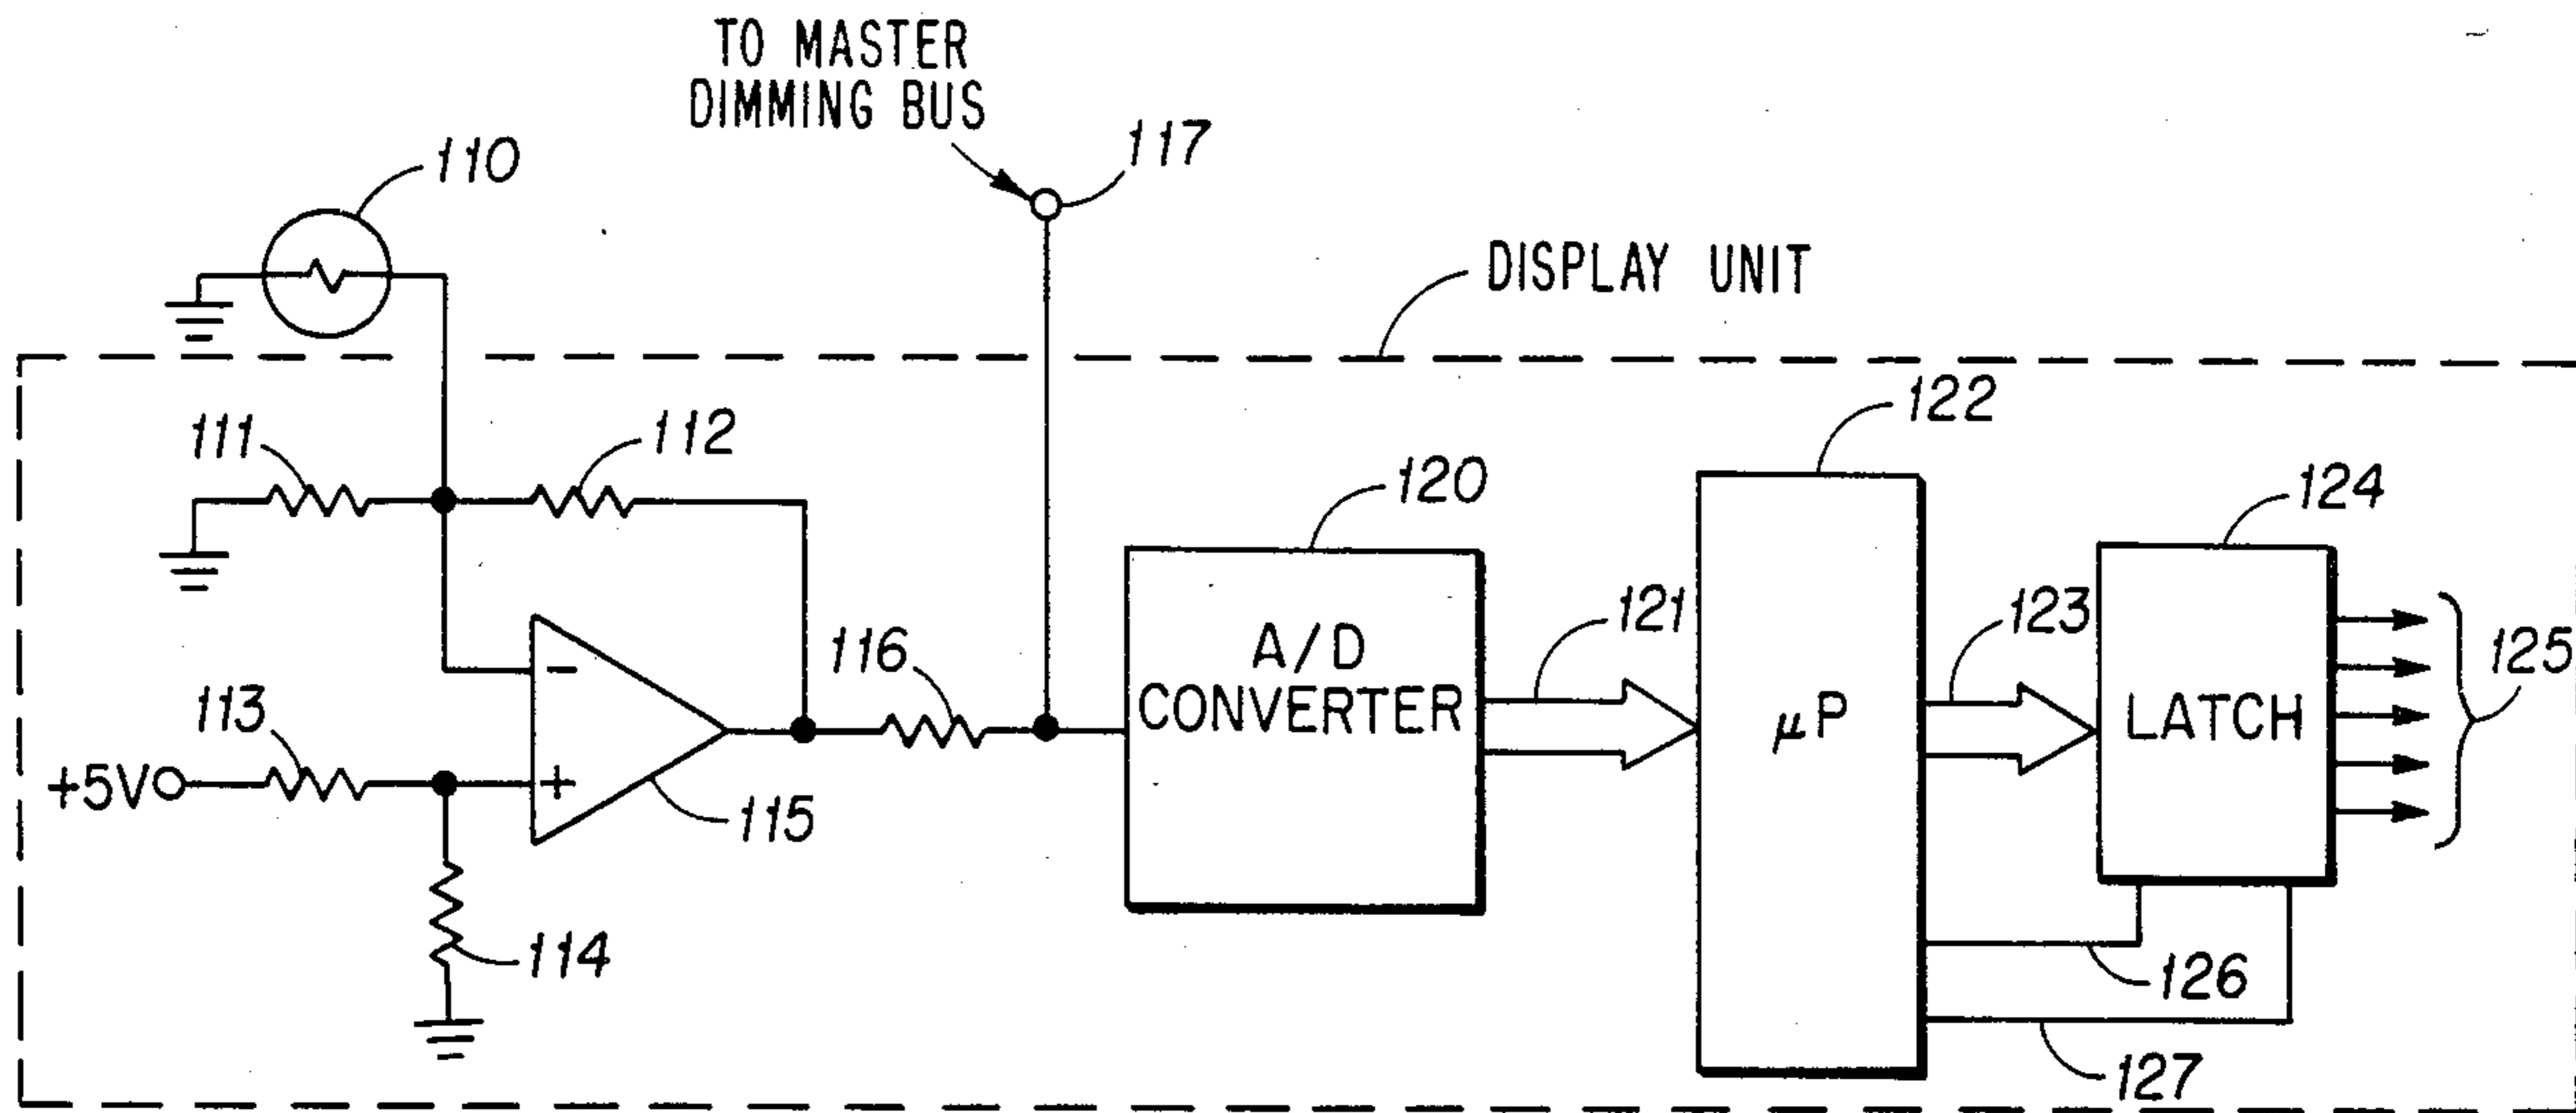 TO MASTER
DIMMING BUS
117
110
DISPLAY UNIT
122
111
112
120
124
121
123
125
116
A/D
CONVERTER
μP
LATCH
113
+5V
-
+
115
114
126
127